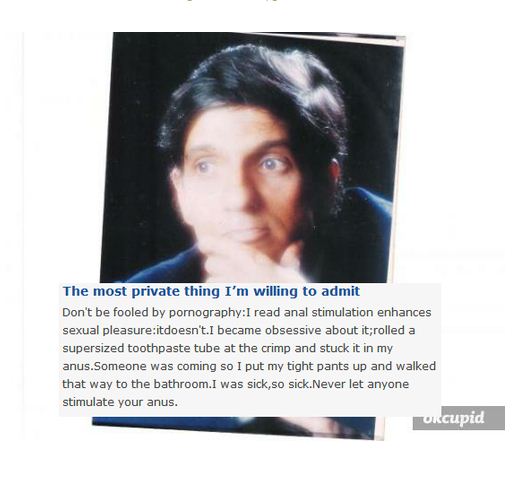 The most private thing I'm willing to admit
Don't be fooled by pornography:I read anal stimulation enhances
sexual pleasure:itdoesn't.I became obsessive about it;rolled a
supersized toothpaste tube at the crimp and stuck it in my
anus.Someone was coming so I put my tight pants up and walked
that way to the bathroom.I was sick,so sick.Never let anyone
stimulate your anus.
okcupid